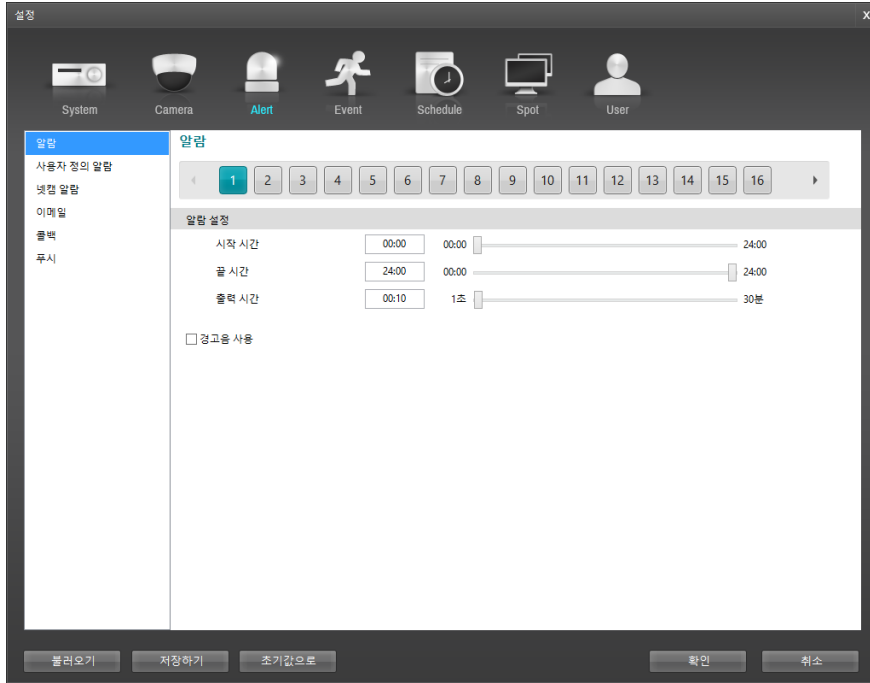 설정 x
System Camera Alert Event Schedule Spot User
알람
사용자 정의 알람
넷캠 알람
이메일
콜백
푸시
알람
1 2 3 4 5 6 7 8 9 10 11 12 13 14 15 16
알람 설정
시작 시간 00:00 00:00 24:00
끝 시간 24:00 00:00 24:00
출력 시간 00:10 1초 30분
경고음 사용
불러오기 저장하기 초기값으로 확인 취소